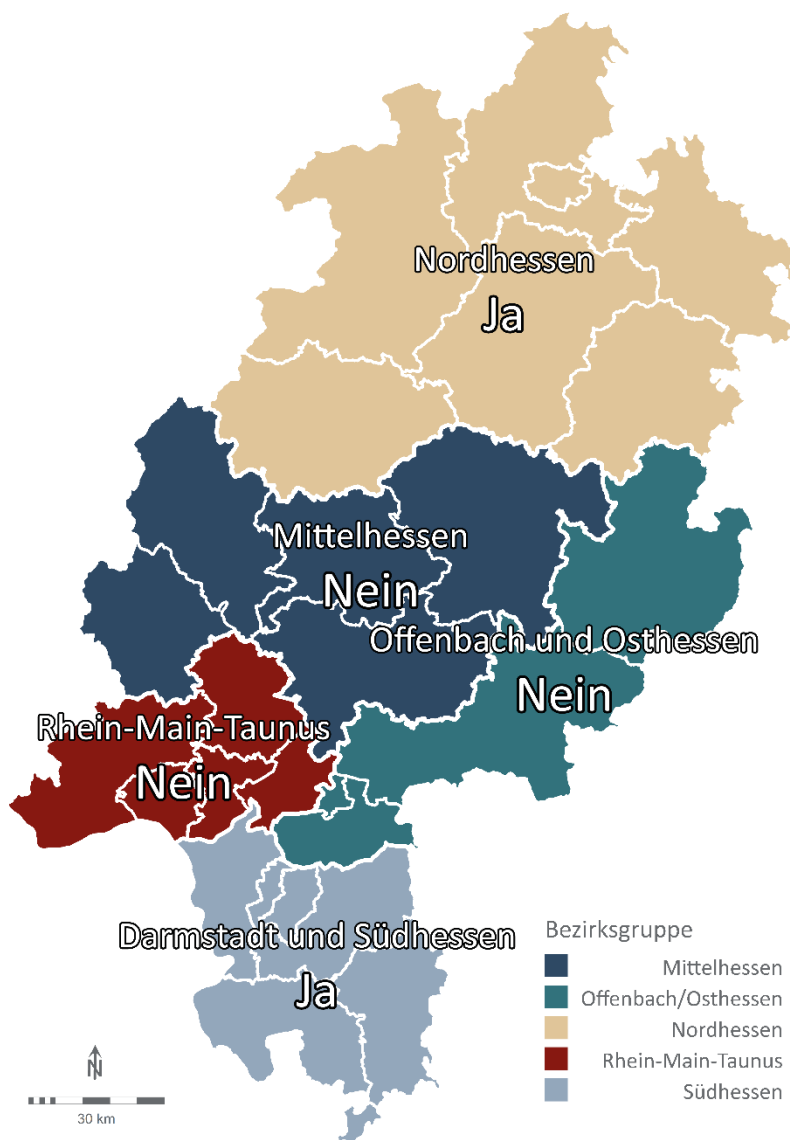 Nordhessen
Ja
Mittelhessen
Nein
Offenbach und Osthessen
Nein
Rhein-Main-Taunus
Nein
Darmstadt und Südhessen
Ja
Bezirksgruppe
Mittelhessen
Offenbach/Osthessen
Nordhessen
Rhein-Main-Taunus
Südhessen
N
30 km